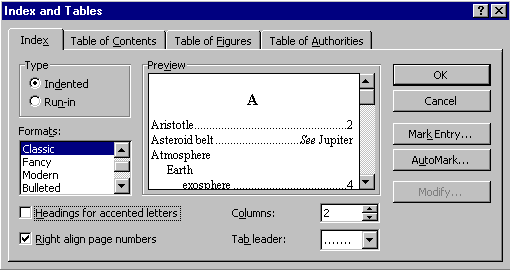 Index and Tables
Index
Table of Contents
Table of Figures
Table of Authorities
Type
Indented
Run-in
Formats:
Classic
Fancy
Modern
Bulleted
Preview
A
Aristotle.......................................2
Asteroid belt......................See Jupiter
Atmosphere
Earth
exosphere................................4
OK
Cancel
Mark Entry...
AutoMark...
Modify...
Headings for accented letters
Right align page numbers
Columns:
2
Tab leader:
.......